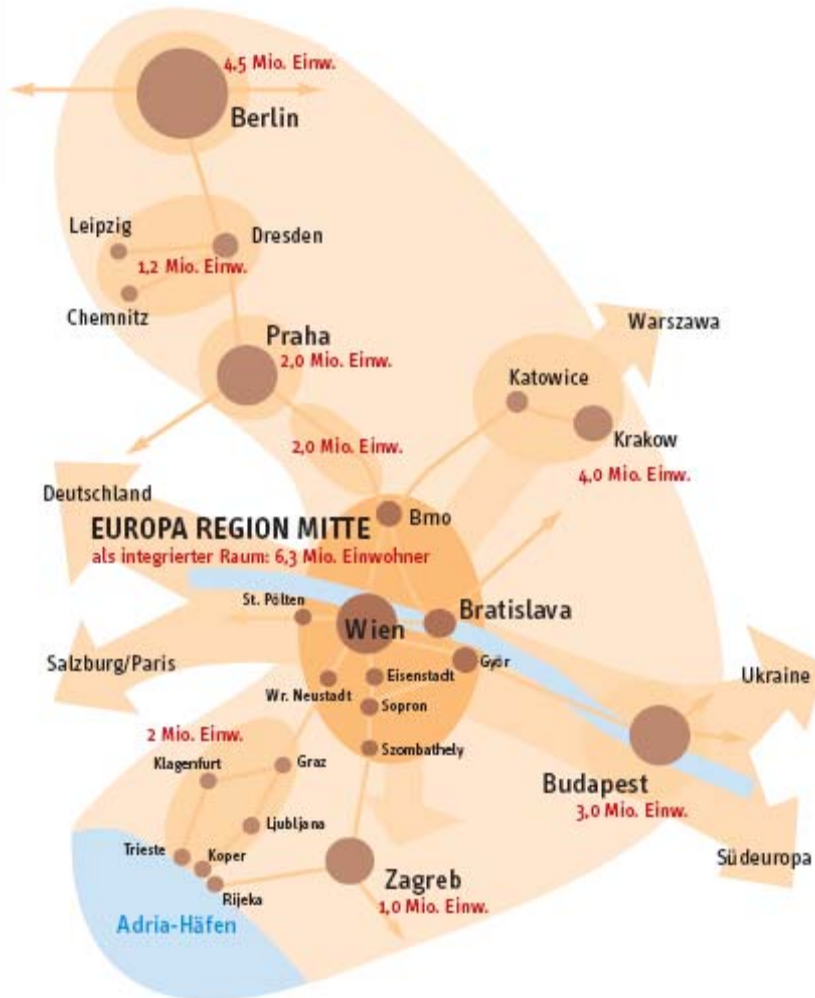 4,5 Mio. Einw.
Berlin
Leipzig
Dresden
1,2 Mio. Einw.
Chemnitz
Praha
2,0 Mio. Einw.
Warszawa
Katowice
Krakow
4,0 Mio. Einw.
2,0 Mio. Einw.
Deutschland
Brno
EUROPA REGION MITTE
als integrierter Raum: 6,3 Mio. Einwohner
St. Pölten
Wien
Bratislava
Győr
Salzburg/Paris
Wr. Neustadt
Eisenstadt
Sopron
Ukraine
2 Mio. Einw.
Szombathely
Klagenfurt
Graz
Budapest
3,0 Mio. Einw.
Ljubljana
Trieste
Koper
Rijeka
Zagreb
1,0 Mio. Einw.
Südeuropa
Adria-Häfen